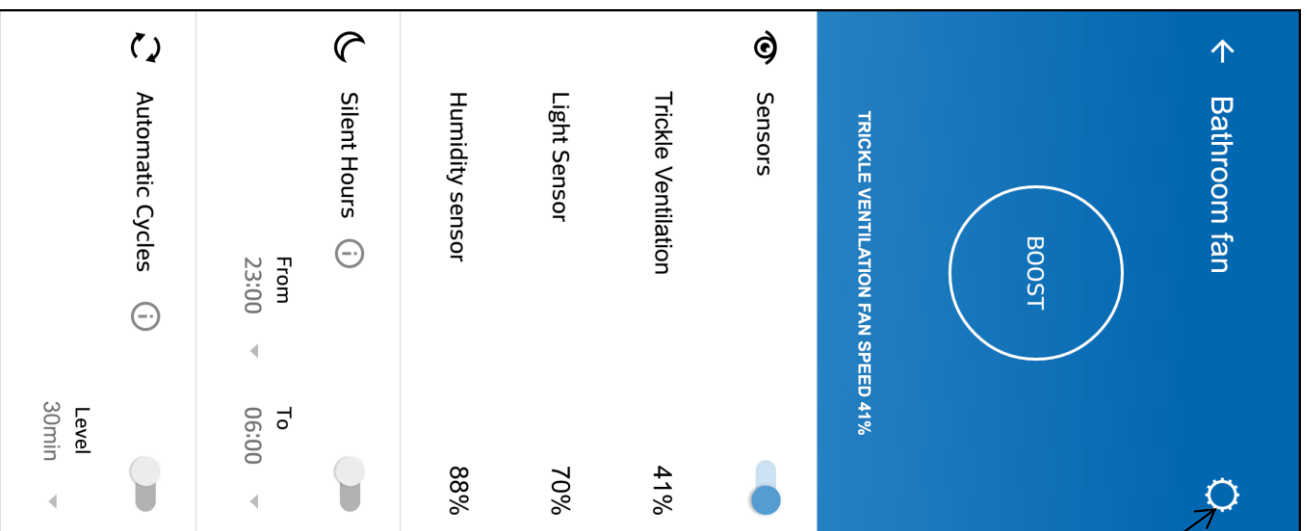 Bathroom fan
BOOST
TRICKLE VENTILATION FAN SPEED 41%
Sensors
Trickle Ventilation 41%
Light Sensor 70%
Humidity sensor 88%
Silent Hours
From To
23:00 06:00
Automatic Cycles
Level
30min